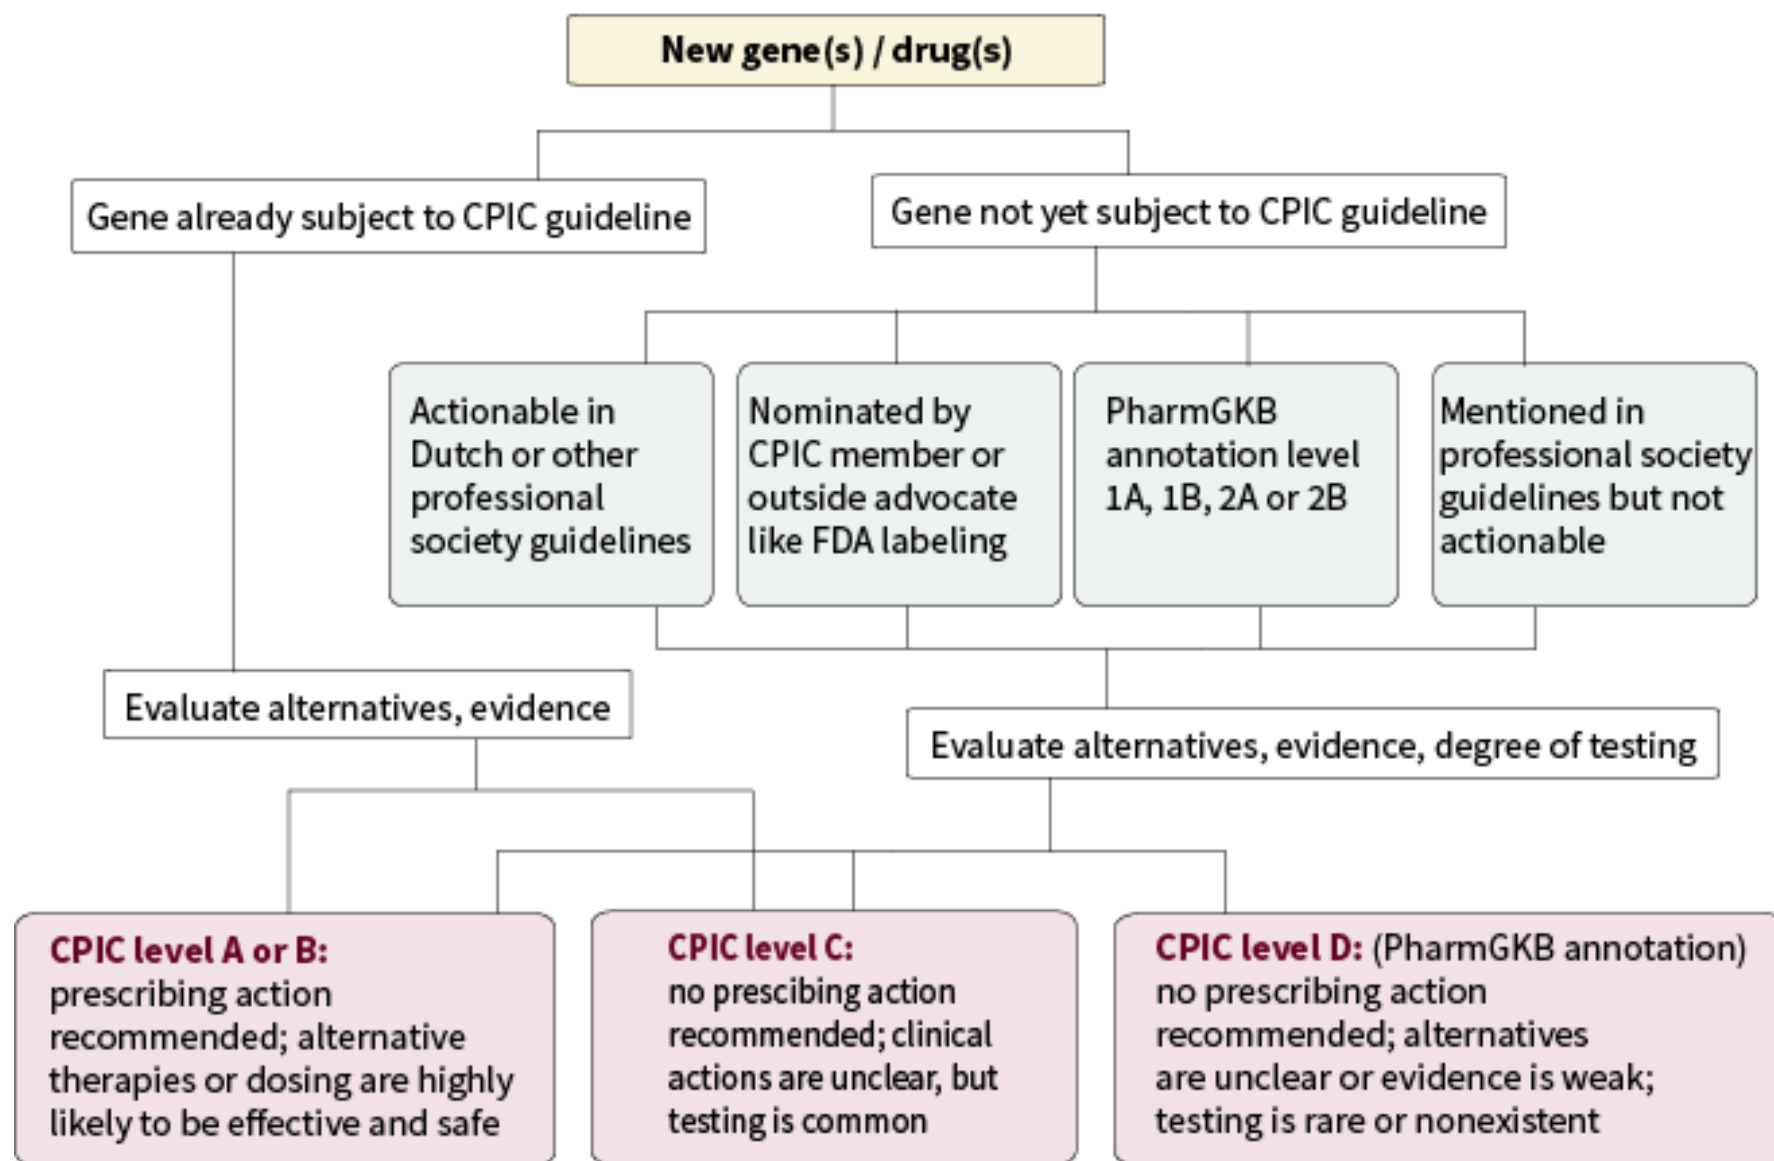 New gene(s) / drug(s)
Gene already subject to CPIC guideline
Gene not yet subject to CPIC guideline
Actionable in
Dutch or other
professional
society guidelines
Nominated by
CPIC member or
outside advocate
like FDA labeling
PharmGKB
annotation level
1A, 1B, 2A or 2B
Mentioned in
professional society
guidelines but not
actionable
Evaluate alternatives, evidence
Evaluate alternatives, evidence, degree of testing
CPIC level A or B:
prescribing action
recommended; alternative
therapies or dosing are highly
likely to be effective and safe
CPIC level C:
no prescibing action
recommended; clinical
actions are unclear, but
testing is common
CPIC level D: (PharmGKB annotation)
no prescribing action
recommended; alternatives
are unclear or evidence is weak;
testing is rare or nonexistent